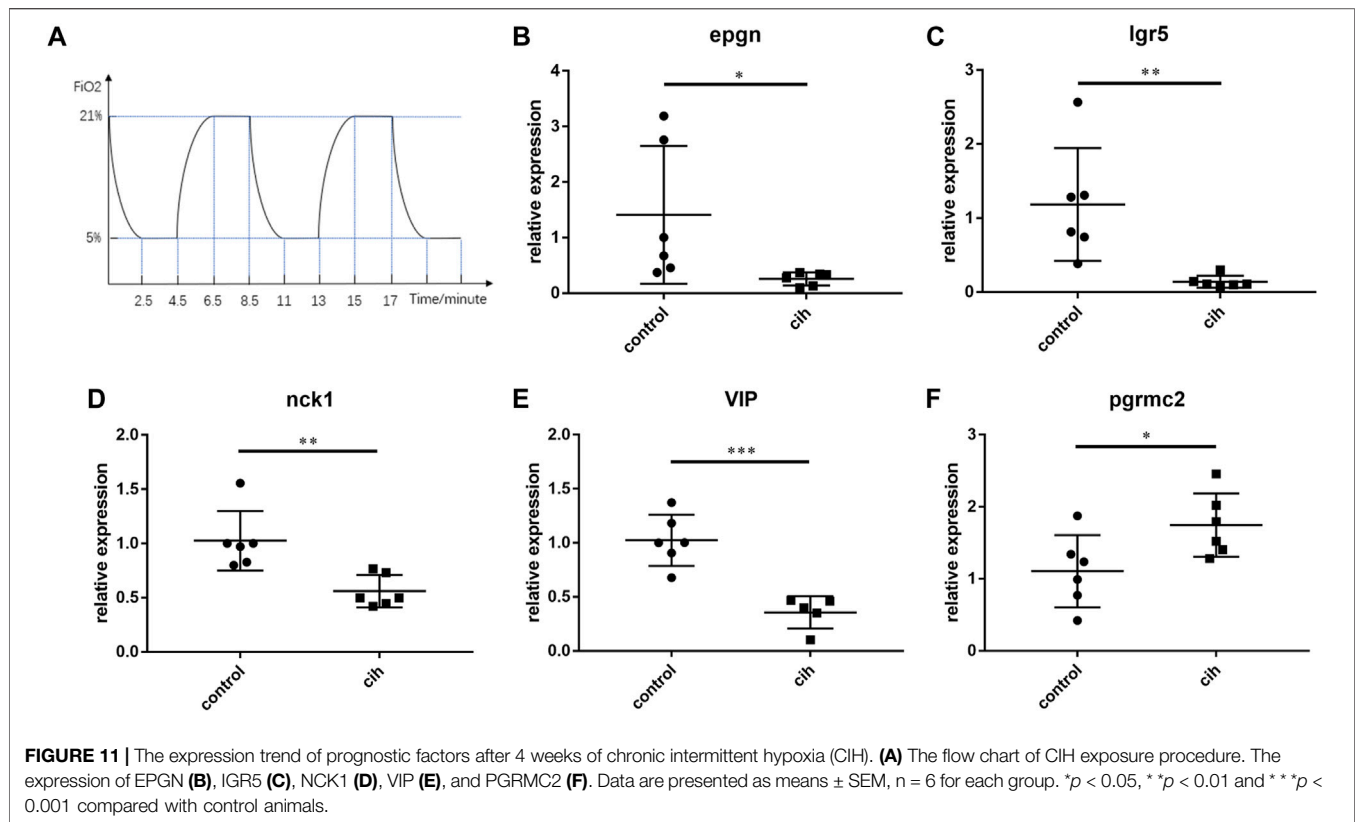 A
FiO2
21%
5%
2.5 4.5 6.5 8.5 11 13 15 17 Time/minute
B
epgn
*
relative expression
4
3
2
1
0
control
cih
C
lgr5
**
relative expression
3
2
1
0
control
cih
D
nck1
**
relative expression
2.0
1.5
1.0
0.5
0.0
control
cih
E
VIP
***
relative expression
2.0
1.5
1.0
0.5
0.0
control
cih
F
pgrmc2
*
relative expression
3
2
1
0
control
cih
FIGURE 11 | The expression trend of prognostic factors after 4 weeks of chronic intermittent hypoxia (CIH). (A) The flow chart of CIH exposure procedure. The
expression of EPGN (B), lGR5 (C), NCK1 (D), VIP (E), and PGRMC2 (F). Data are presented as means ± SEM, n = 6 for each group. *p < 0.05, * *p < 0.01 and * * *p <
0.001 compared with control animals.